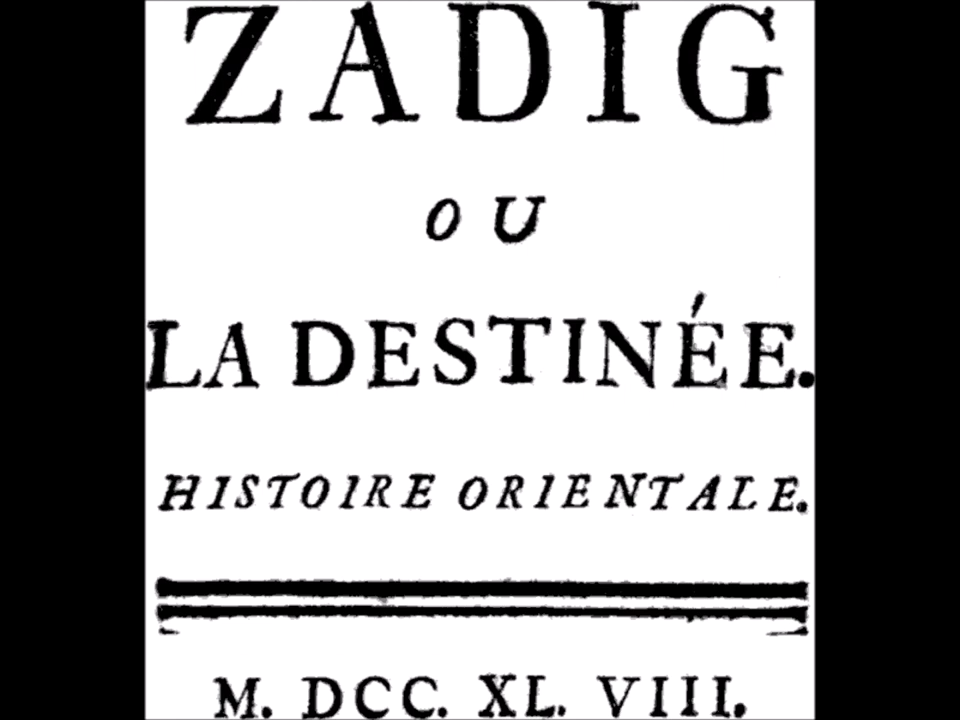 ZADIG
OU
LA DESTINÉE.
HISTOIRE ORIENTALE.
M. DCC. XL. VIII.